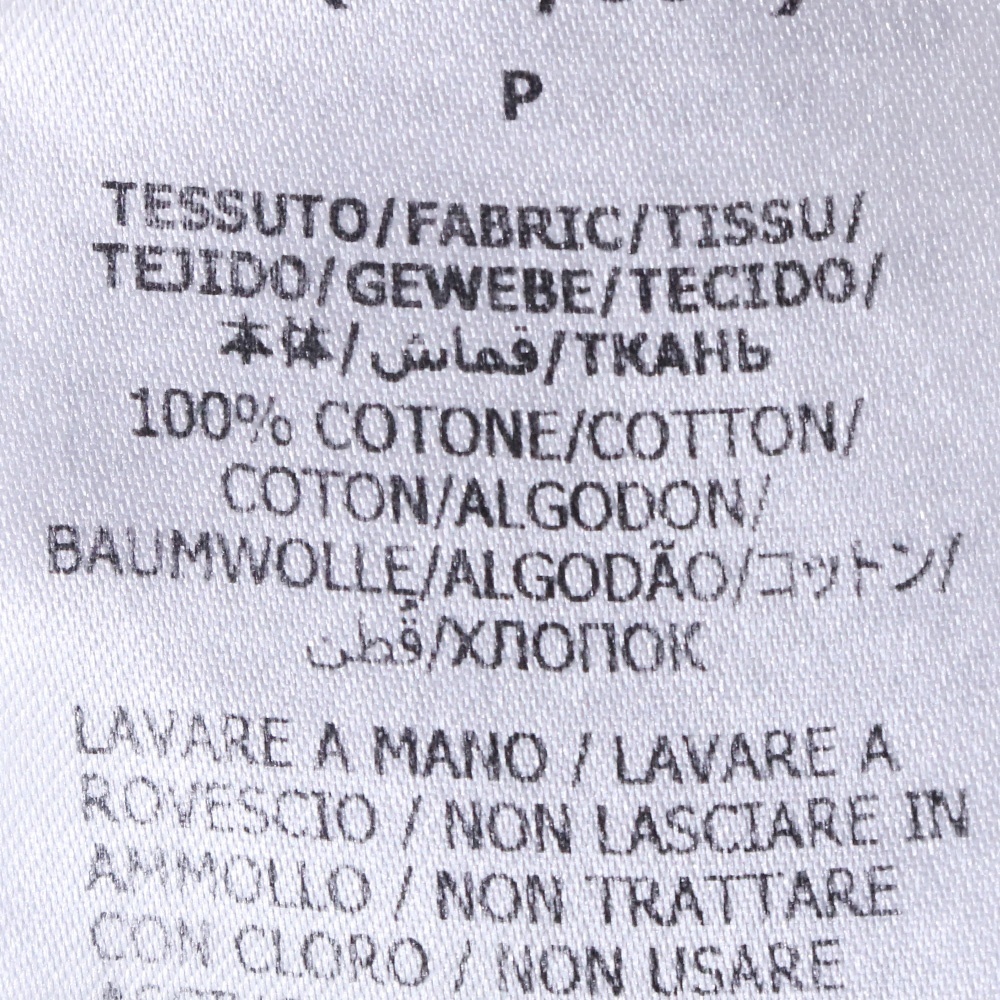 P
TESSUTO/FABRIC/TISSU/
TEJIDO/GEWEBE/TECIDO/
本体/قماش/ТКАНЬ
100% COTONE/COTTON/
COTON/ALGODON/
BAUMWOLLE/ALGODÃO/コットン/
قُطن/ХЛОПОК
LAVARE A MANO / LAVARE A
ROVESCIO / NON LASCIARE IN
AMMOLLO / NON TRATTARE
CON CLORO / NON USARE